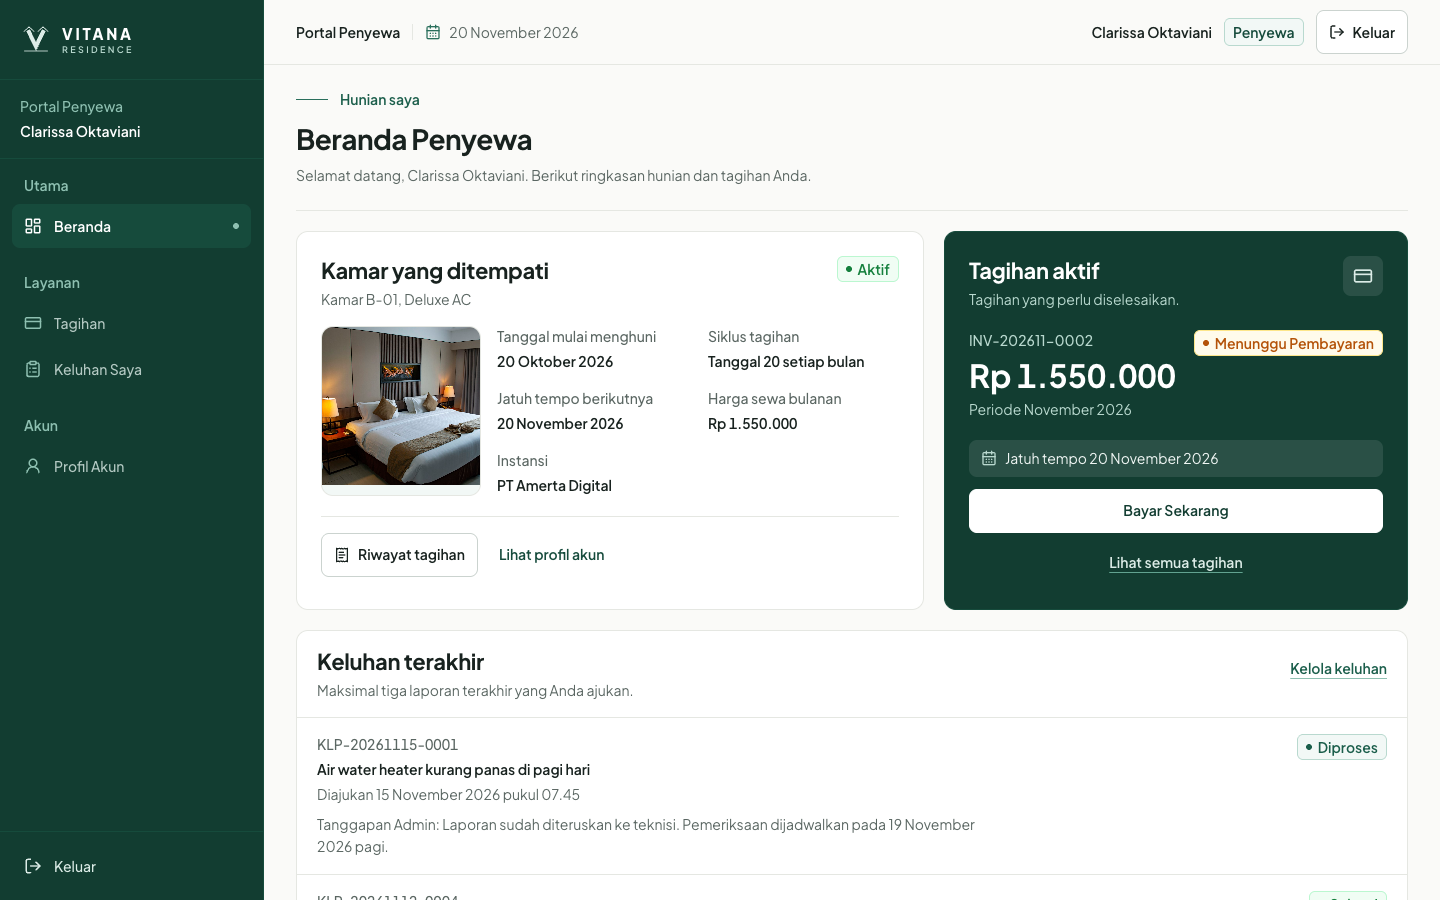 VITANA
RESIDENCE
Portal Penyewa
Clarissa Oktaviani
Utama
Beranda
Layanan
Tagihan
Keluhan Saya
Akun
Profil Akun
Keluar
Portal Penyewa
20 November 2026
Clarissa Oktaviani
Penyewa
Keluar
Hunian saya
Beranda Penyewa
Selamat datang, Clarissa Oktaviani. Berikut ringkasan hunian dan tagihan Anda.
Kamar yang ditempati
Aktif
Kamar B-01, Deluxe AC
Tanggal mulai menghuni
20 Oktober 2026
Siklus tagihan
Tanggal 20 setiap bulan
Jatuh tempo berikutnya
20 November 2026
Harga sewa bulanan
Rp 1.550.000
Instansi
PT Amerta Digital
Riwayat tagihan
Lihat profil akun
Tagihan aktif
Tagihan yang perlu diselesaikan.
INV-202611-0002
Menunggu Pembayaran
Rp 1.550.000
Periode November 2026
Jatuh tempo 20 November 2026
Bayar Sekarang
Lihat semua tagihan
Keluhan terakhir
Maksimal tiga laporan terakhir yang Anda ajukan.
Kelola keluhan
KLP-20261115-0001
Diproses
Air water heater kurang panas di pagi hari
Diajukan 15 November 2026 pukul 07.45
Tanggapan Admin: Laporan sudah diteruskan ke teknisi. Pemeriksaan dijadwalkan pada 19 November
2026 pagi.